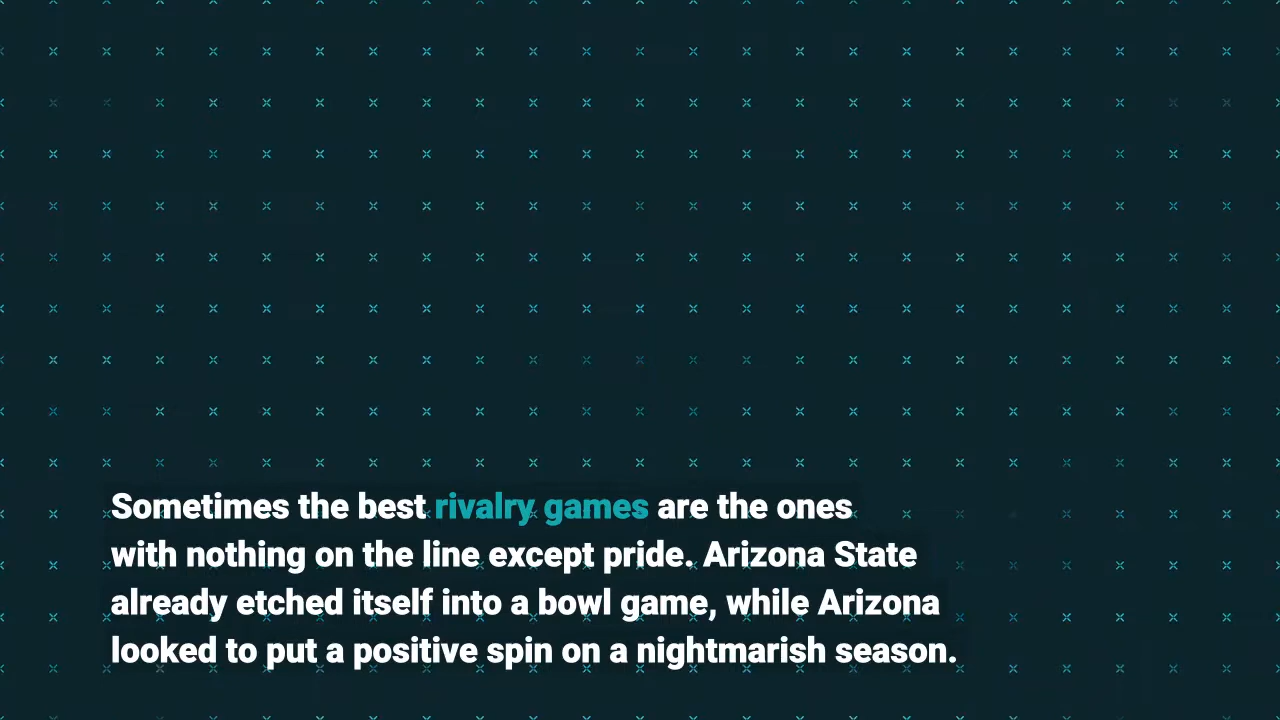 Sometimes the best rivalry games are the ones
with nothing on the line except pride. Arizona State
already etched itself into a bowl game, while Arizona
looked to put a positive spin on a nightmarish season.